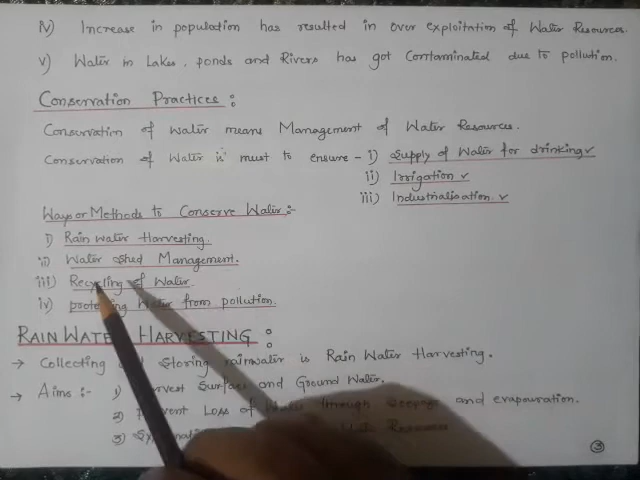 iv) Increase in population has resulted in over exploitation of Water Resources.
v) Water in Lakes, ponds and Rivers has got Contaminated due to pollution.
Conservation Practices :
Conservation of water means Management of Water Resources.
Conservation of Water is must to ensure - i) Supply of Water for drinking ✓
ii) Irrigation ✓
iii) Industrialisation ✓
Ways or Methods to Conserve Water :-
i) Rain water Harvesting.
ii) Water Shed Management.
iii) Recycling of Water.
iv) protecting Water from pollution.
RAIN WATER HARVESTING :
→ Collecting and Storing rainwater is Rain Water Harvesting.
→ Aims :- 1) Harvest Surface and Ground Water.
2) Prevent Loss of Water through Seepage and evapouration.
3) Water Resources
3